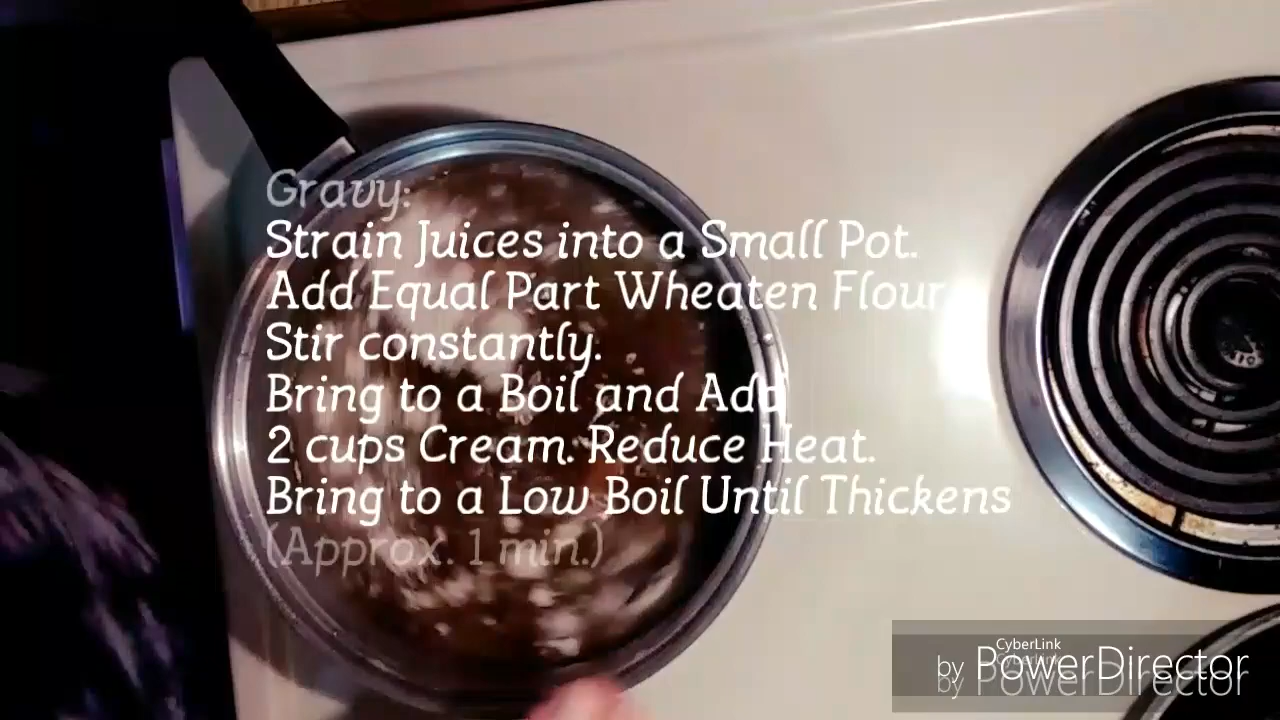 Gravy:
Strain Juices into a Small Pot.
Add Equal Part Wheaten Flour
Stir constantly.
Bring to a Boil and Add
2 cups Cream. Reduce Heat.
Bring to a Low Boil Until Thickens
(Approx. 1 min.)
CyberLink
by PowerDirector